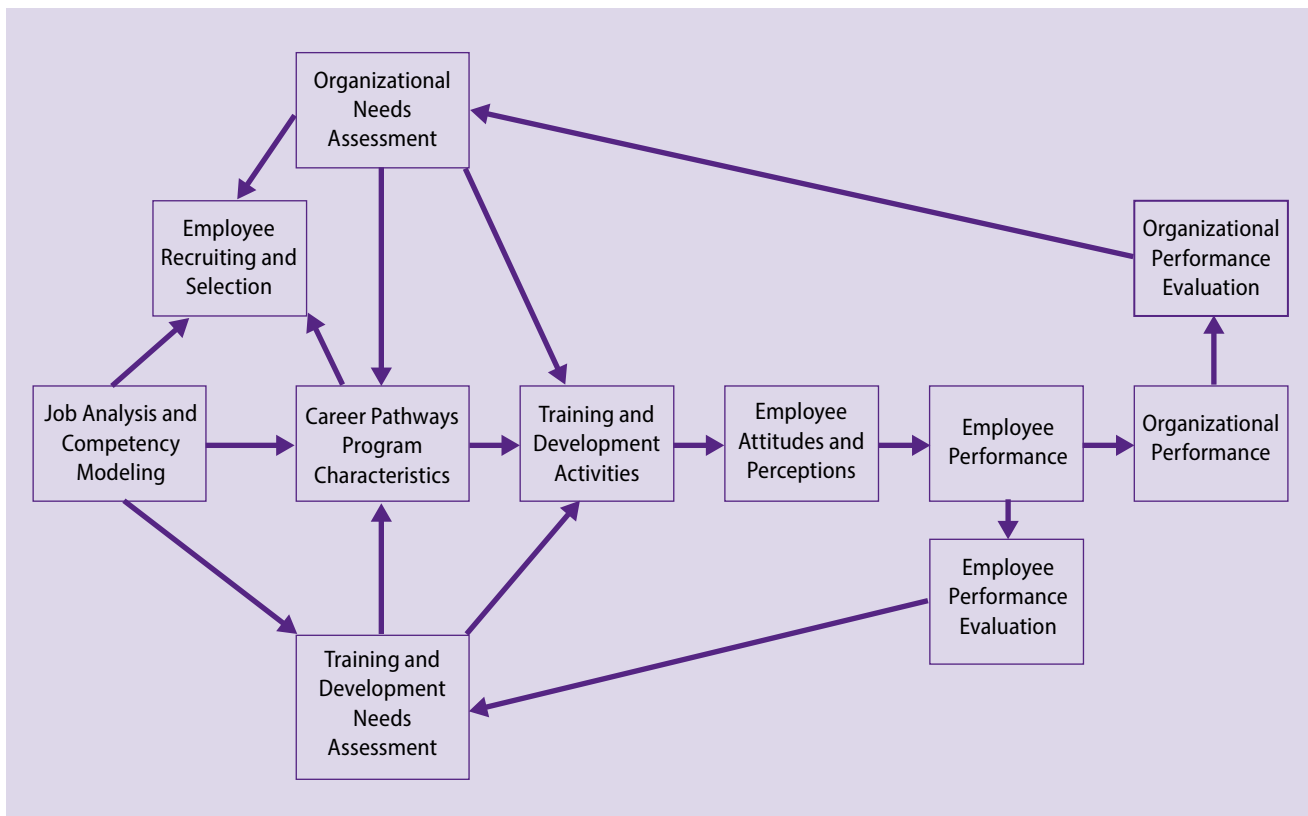 Organizational
Needs
Assessment
Employee
Recruiting and
Selection
Organizational
Performance
Evaluation
Job Analysis and
Competency
Modeling
Career Pathways
Program
Characteristics
Training and
Development
Activities
Employee
Attitudes and
Perceptions
Employee
Performance
Organizational
Performance
Employee
Performance
Evaluation
Training and
Development
Needs
Assessment